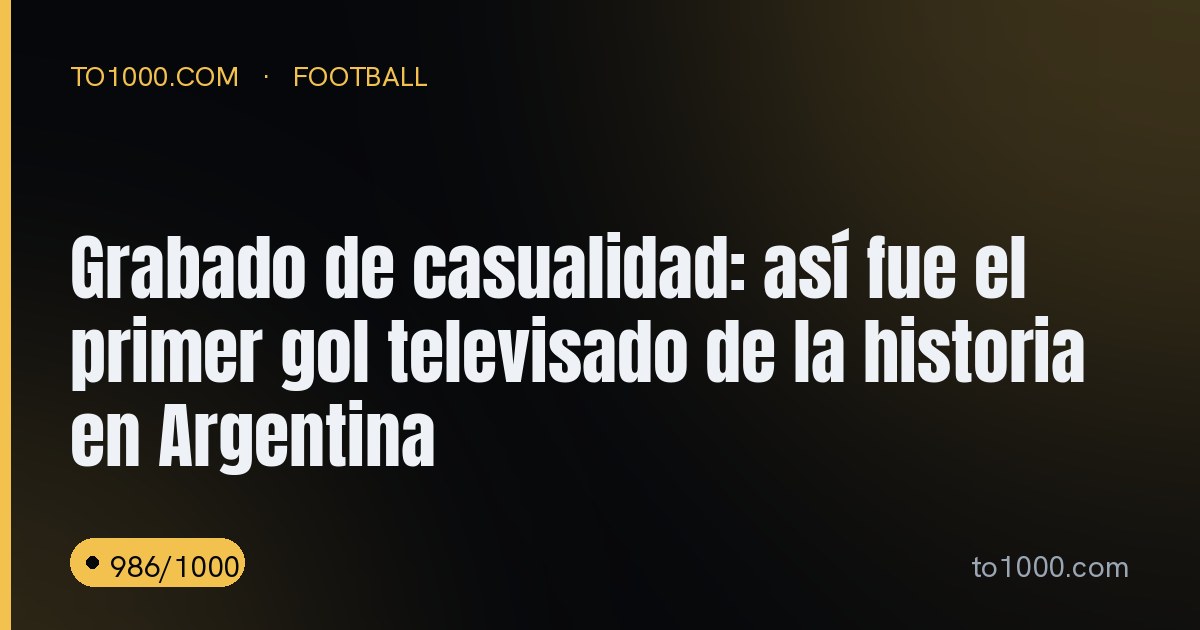 TO1000.COM · FOOTBALL
Grabado de casualidad: así fue el
primer gol televisado de la historia
en Argentina
986/1000
to1000.com